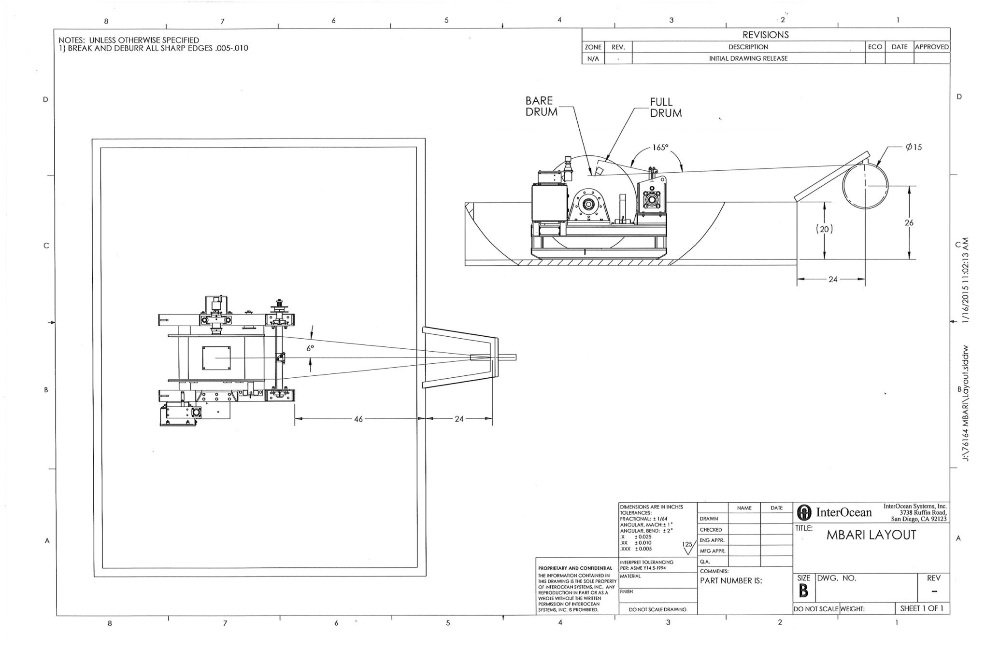 8 7 6 5 4 3 2 1
NOTES: UNLESS OTHERWISE SPECIFIED
1) BREAK AND DEBURR ALL SHARP EDGES .005-.010
REVISIONS
ZONE REV. DESCRIPTION ECO DATE APPROVED
N/A - INITIAL DRAWING RELEASE
D
D
BARE
DRUM
FULL
DRUM
165°
Ø15
C
C
(20)
26
24
1/16/2015 11:02:13 AM
J:\76164 MBARI\Layout.slddrw
6°
46
24
B
B
A
A
DIMENSIONS ARE IN INCHES
TOLERANCES:
FRACTIONAL: ± 1/64
ANGULAR, MACH:± 1°
ANGULAR, BEND: ± 2°
.X ± 0.025
.XX ± 0.010
.XXX ± 0.005
125
INTERPRET TOLERANCING
PER: ASME Y14.5-1994
MATERIAL
FINISH
DO NOT SCALE DRAWING
NAME DATE
DRAWN
CHECKED
ENG APPR.
MFG APPR.
Q.A.
COMMENTS:
PART NUMBER IS:
InterOcean
InterOcean Systems, Inc.
3738 Ruffin Road,
San Diego, CA 92123
TITLE:
MBARI LAYOUT
SIZE
B
DWG. NO.
REV
-
DO NOT SCALE
WEIGHT:
SHEET 1 OF 1
PROPRIETARY AND CONFIDENTIAL
THE INFORMATION CONTAINED IN
THIS DRAWING IS THE SOLE PROPERTY
OF INTEROCEAN SYSTEMS, INC. ANY
REPRODUCTION IN PART OR AS A
WHOLE WITHOUT THE WRITTEN
PERMISSION OF INTEROCEAN
SYSTEMS, INC. IS PROHIBITED.
8 7 6 5 4 3 2 1